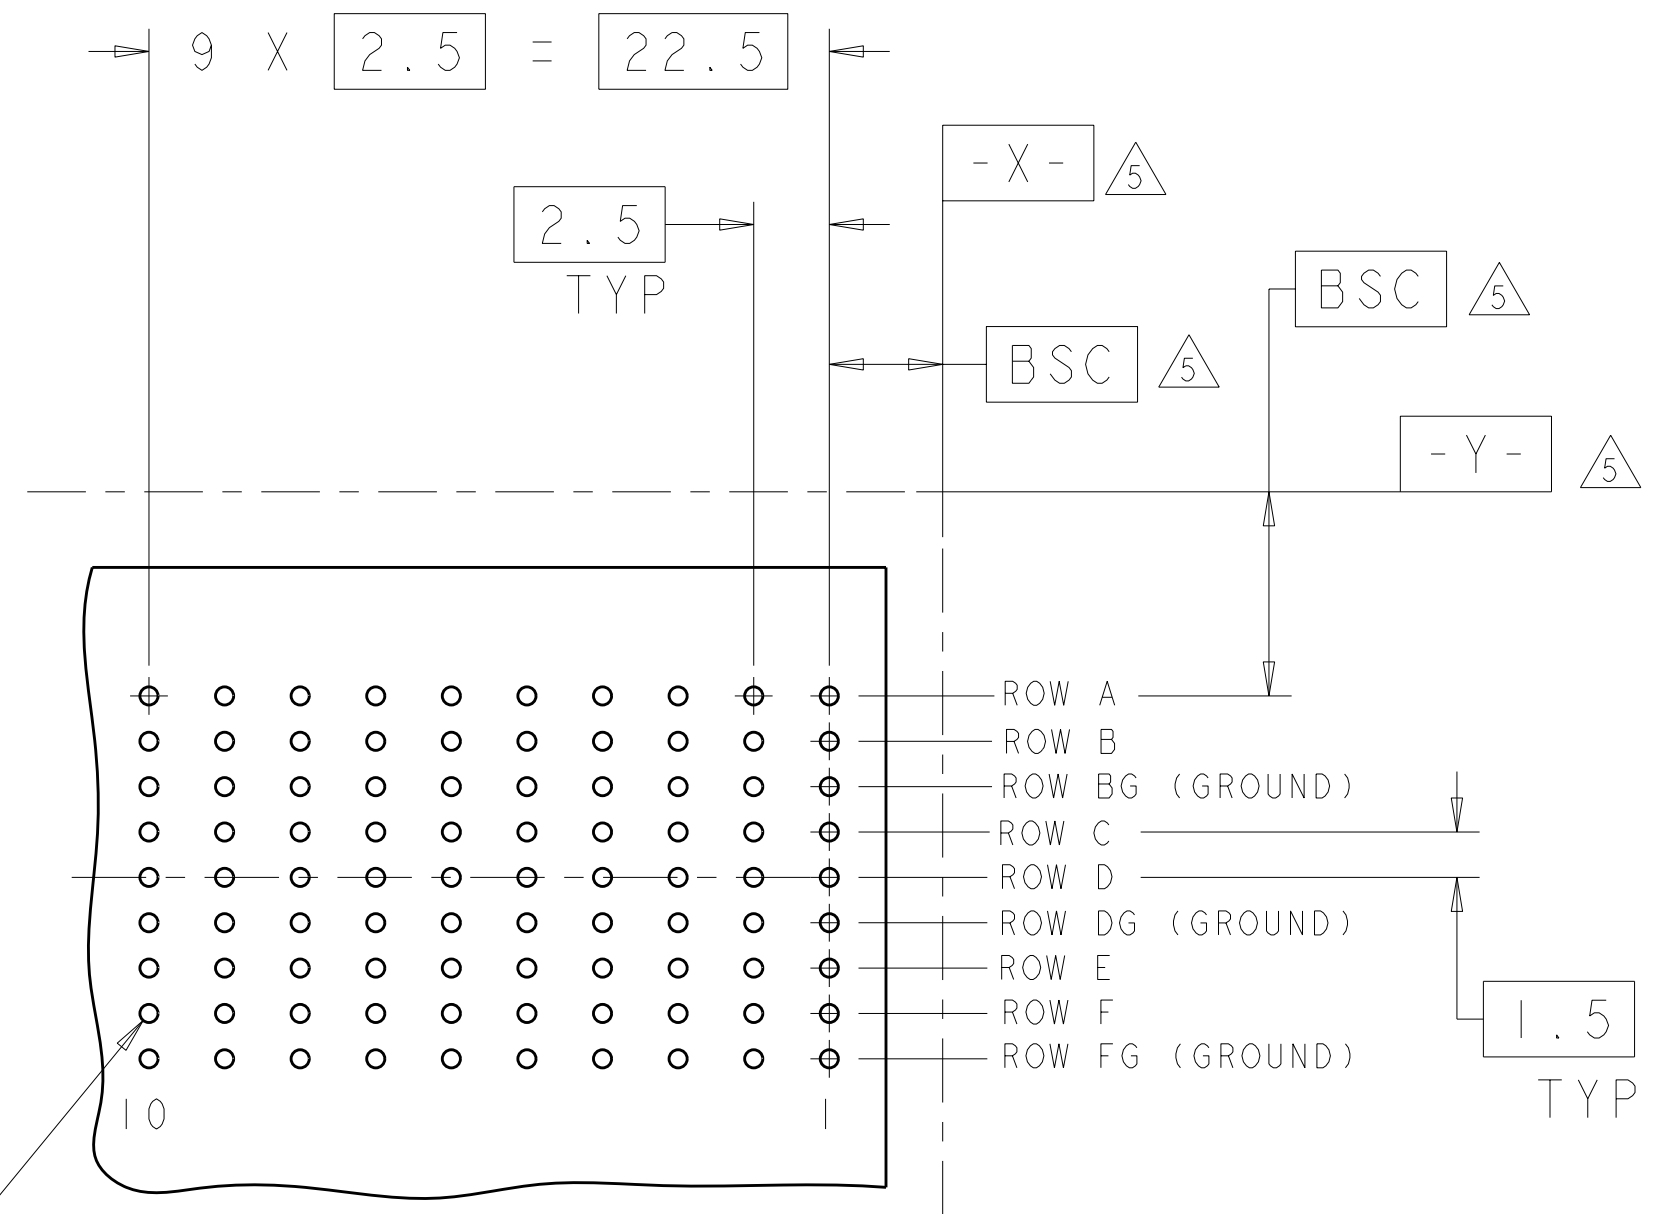 9 X 2.5 = 22.5
-X- 5
2.5
TYP
BSC 5
BSC 5
-Y- 5
ROW A
ROW B
ROW BG (GROUND)
ROW C
ROW D
ROW DG (GROUND)
ROW E
ROW F
ROW FG (GROUND)
1.5
TYP
10 1